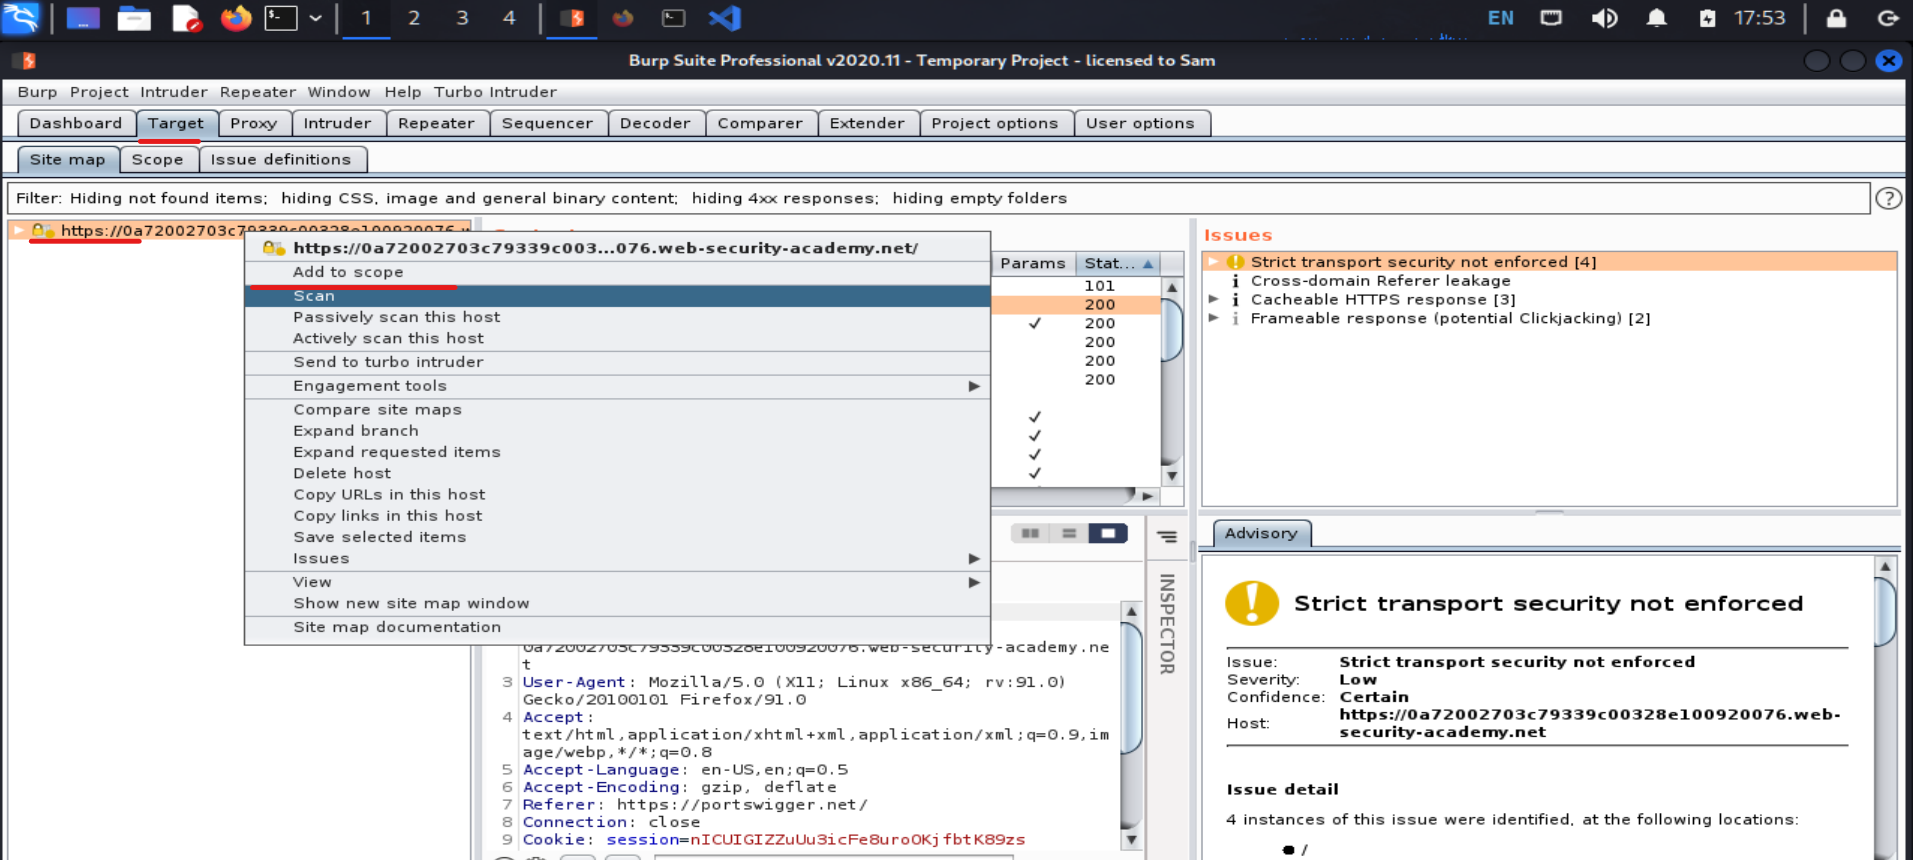 1 2 3 4 EN 17:53
Burp Suite Professional v2020.11 - Temporary Project - licensed to Sam
Burp Project Intruder Repeater Window Help Turbo Intruder
Dashboard Target Proxy Intruder Repeater Sequencer Decoder Comparer Extender Project options User options
Site map Scope Issue definitions
Filter: Hiding not found items; hiding CSS, image and general binary content; hiding 4xx responses; hiding empty folders ?
https://0a72002703c79339c00328e100920076.w
https://0a72002703c79339c003...076.web-security-academy.net/
Add to scope
Scan
Passively scan this host
Actively scan this host
Send to turbo intruder
Engagement tools
Compare site maps
Expand branch
Expand requested items
Delete host
Copy URLs in this host
Copy links in this host
Save selected items
Issues
View
Show new site map window
Site map documentation
Params Stat...
101
200
200
200
200
200
Issues
Strict transport security not enforced [4]
Cross-domain Referer leakage
Cacheable HTTPS response [3]
Frameable response (potential Clickjacking) [2]
INSPECTOR
0a72002703c79339c00328e100920076.web-security-academy.ne
t
3 User-Agent: Mozilla/5.0 (X11; Linux x86_64; rv:91.0)
Gecko/20100101 Firefox/91.0
4 Accept:
text/html,application/xhtml+xml,application/xml;q=0.9,im
age/webp,*/*;q=0.8
5 Accept-Language: en-US,en;q=0.5
6 Accept-Encoding: gzip, deflate
7 Referer: https://portswigger.net/
8 Connection: close
9 Cookie: session=nICUIGIZZuUu3icFe8uroOKjfbtK89zs
Advisory
Strict transport security not enforced
Issue: Strict transport security not enforced
Severity: Low
Confidence: Certain
Host: https://0a72002703c79339c00328e100920076.web-
security-academy.net
Issue detail
4 instances of this issue were identified, at the following locations:
● /